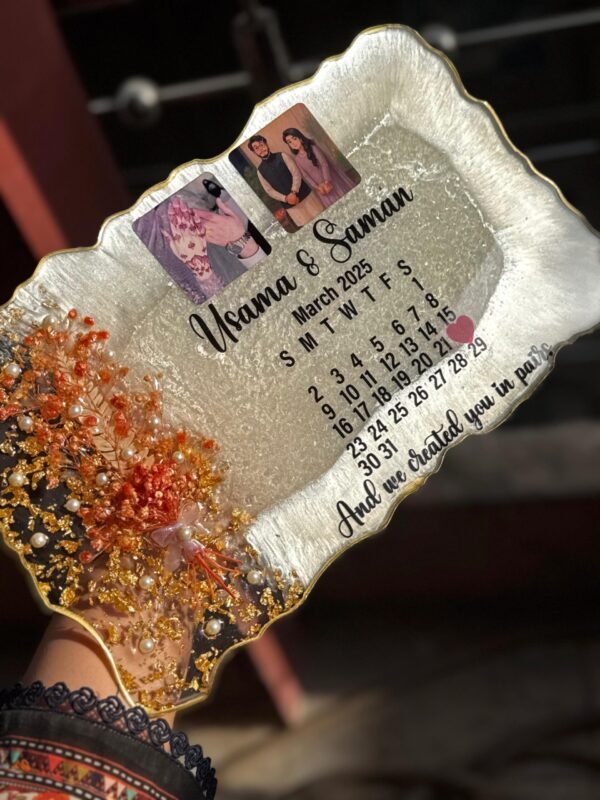 Usama & Saman
March 2025
S M T W T F S
1
2 3 4 5 6 7 8
9 10 11 12 13 14 15
16 17 18 19 20 21
23 24 25 26 27 28 29
30 31
And we created you in pairs